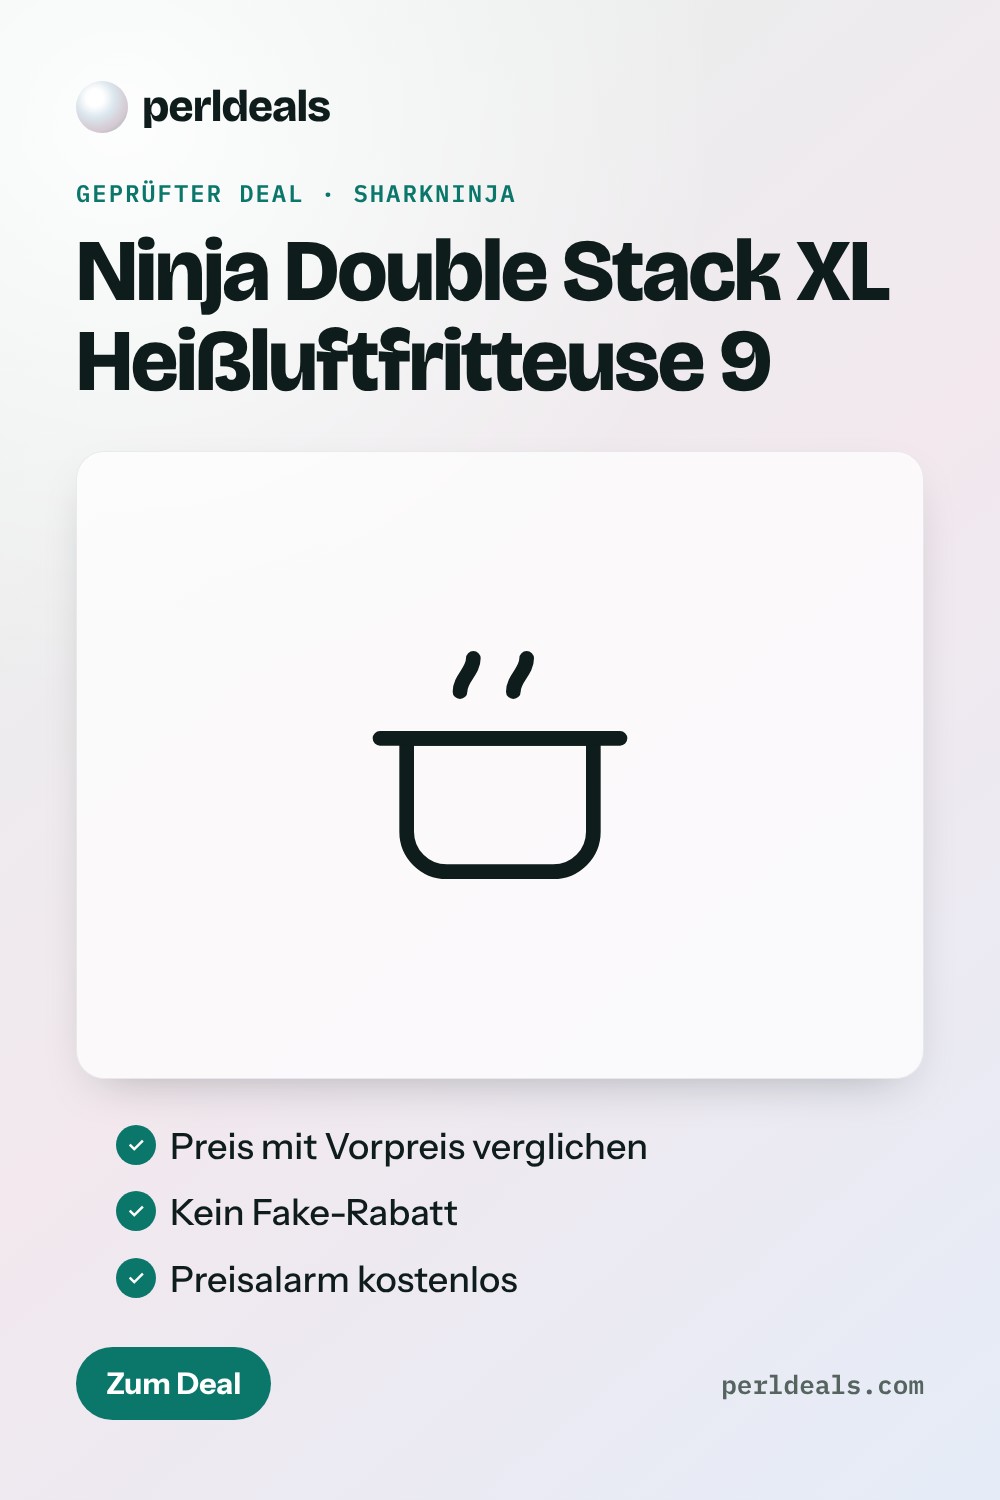 perldeals
GEPRÜFTER DEAL · SHARKNINJA
Ninja Double Stack XL
Heißluftfritteuse 9
Preis mit Vorpreis verglichen
Kein Fake-Rabatt
Preisalarm kostenlos
Zum Deal
perldeals.com